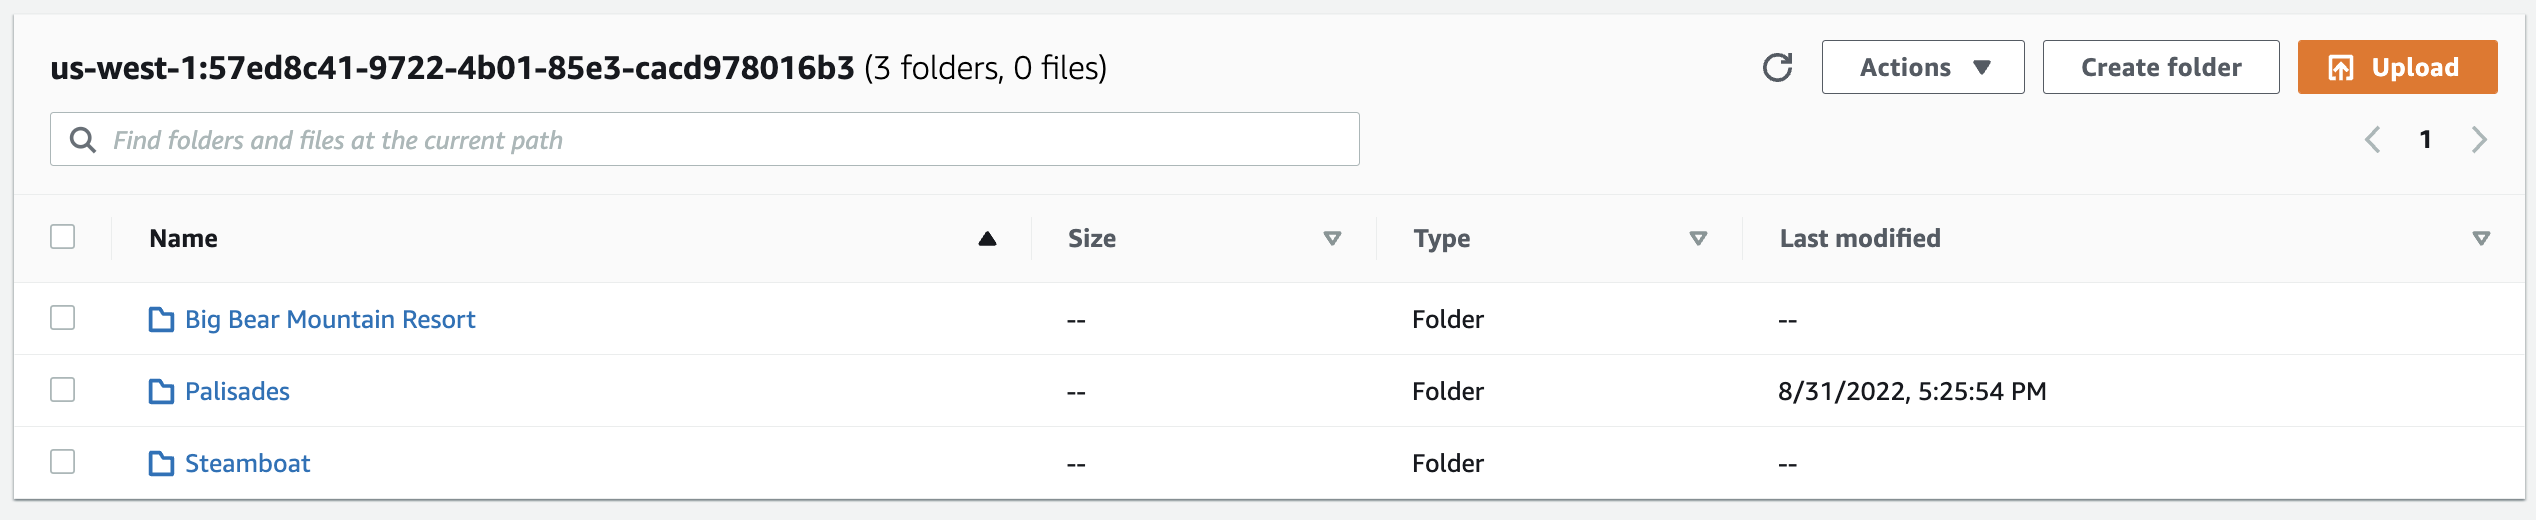 us-west-1:57ed8c41-9722-4b01-85e3-cacd978016b3 (3 folders, 0 files)
Actions
Create folder
Upload
Find folders and files at the current path
1
Name Size Type Last modified
Big Bear Mountain Resort -- Folder --
Palisades -- Folder 8/31/2022, 5:25:54 PM
Steamboat -- Folder --